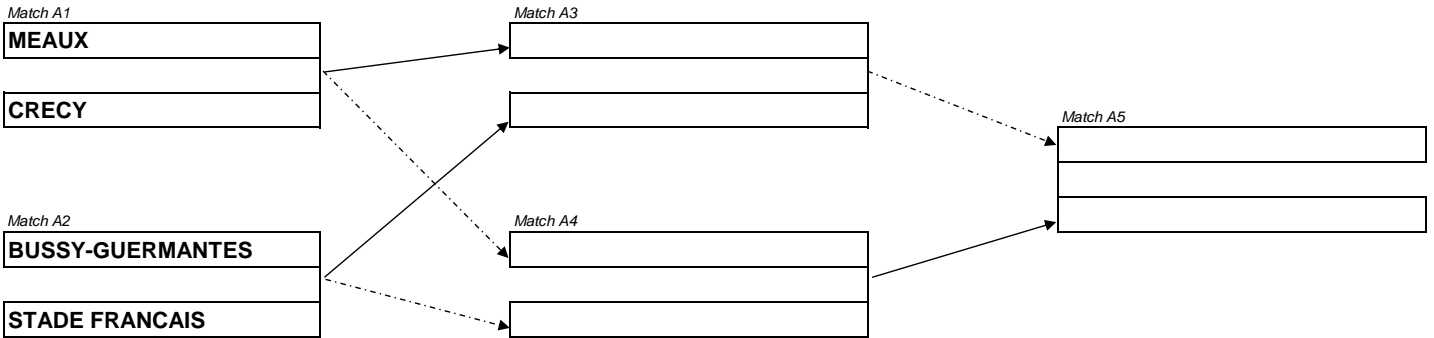 Match A1
MEAUX
CRECY
Match A3
Match A5
Match A2
BUSSY-GUERMANTES
STADE FRANCAIS
Match A4